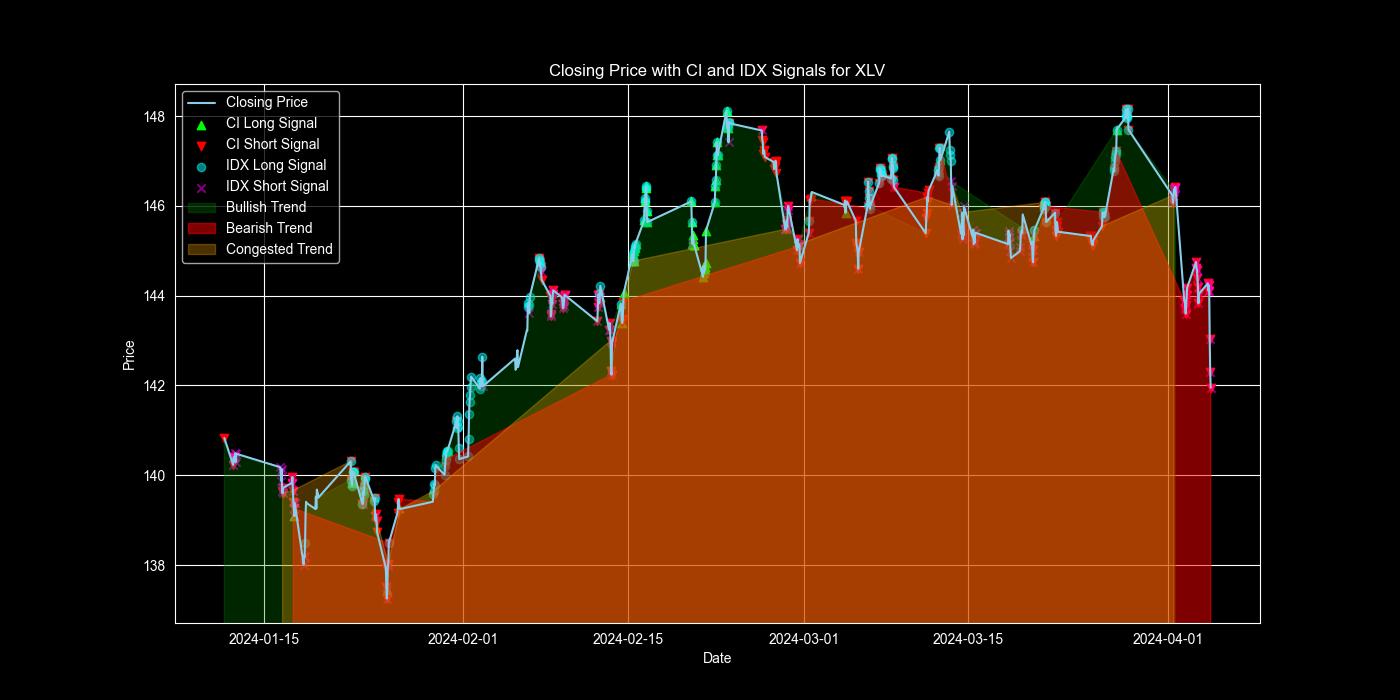 Closing Price with CI and IDX Signals for XLV
Closing Price
CI Long Signal
CI Short Signal
IDX Long Signal
IDX Short Signal
Bullish Trend
Bearish Trend
Congested Trend
148
146
144
142
140
138
Price
2024-01-15
2024-02-01
2024-02-15
2024-03-01
2024-03-15
2024-04-01
Date